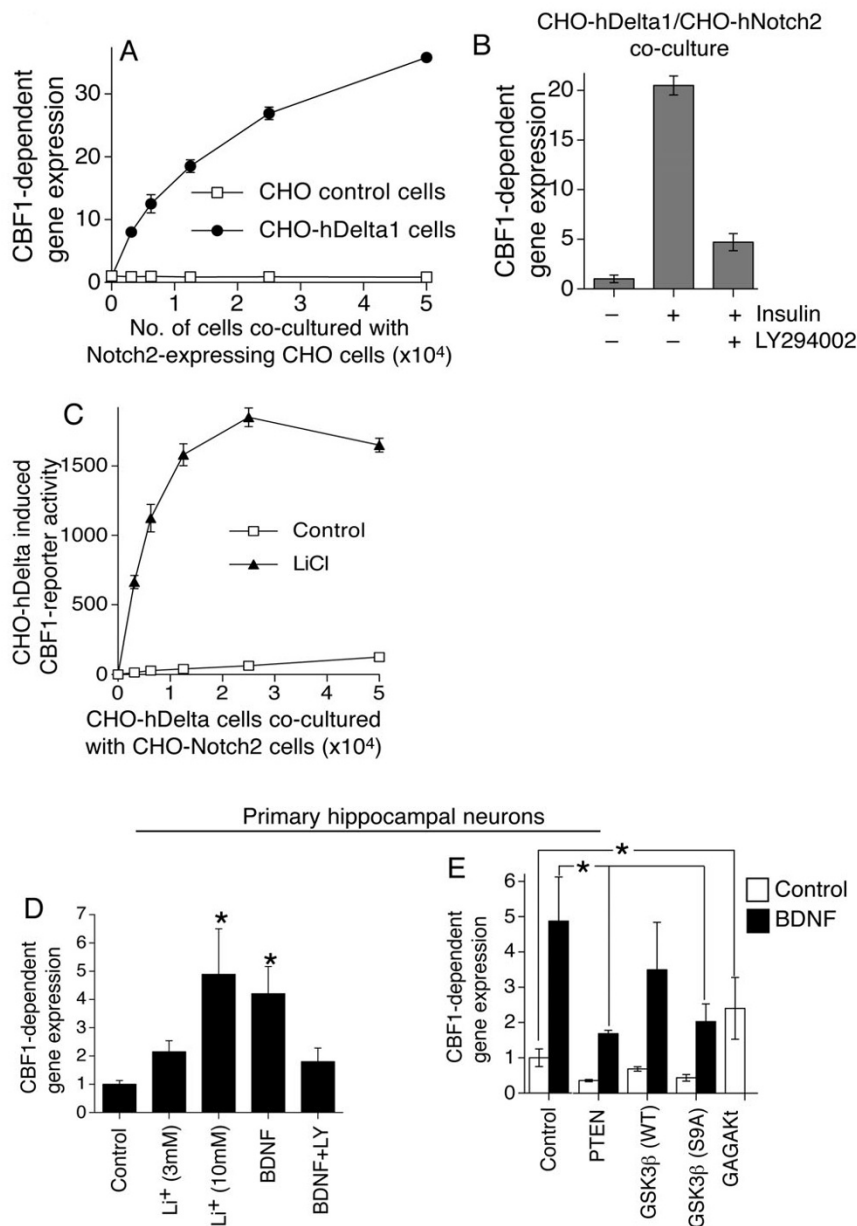 A
CBF1-dependent
gene expression
30
20
10
0
CHO control cells
CHO-hDelta1 cells
0 1 2 3 4 5
No. of cells co-cultured with
Notch2-expressing CHO cells (x10⁴)
B
CHO-hDelta1/CHO-hNotch2
co-culture
CBF1-dependent
gene expression
20
15
10
5
0
− + + Insulin
− − + LY294002
C
CHO-hDelta induced
CBF1-reporter activity
1500
1000
500
0
Control
LiCl
0 1 2 3 4 5
CHO-hDelta cells co-cultured
with CHO-Notch2 cells (x10⁴)
Primary hippocampal neurons
D
CBF1-dependent
gene expression
7
6
5
4
3
2
1
0
* *
Control
Li⁺ (3mM)
Li⁺ (10mM)
BDNF
BDNF+LY
E
CBF1-dependent
gene expression
6
5
4
3
2
1
0
*
*
Control
BDNF
Control
PTEN
GSK3β (WT)
GSK3β (S9A)
GAGAKt